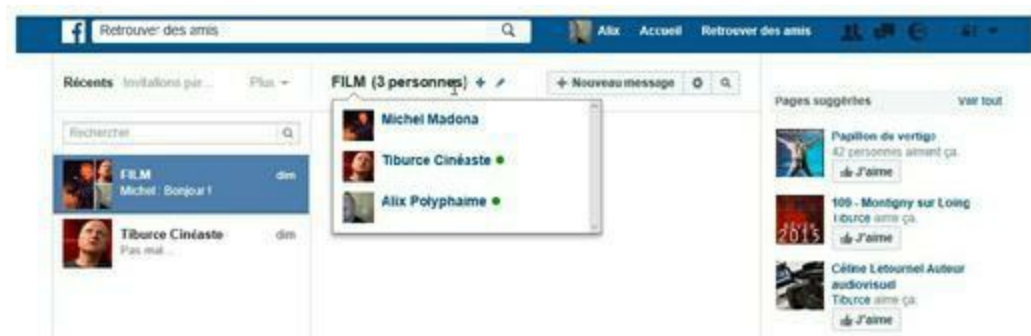 f Retrouver des amis
Alix Accueil Retrouver des amis
Récents Invitations par... Plus
FILM (3 personnes)
+ Nouveau message
Michel Madona
Tiburce Cinéaste
Alix Polyphaime
Rechercher
FILM dim
Michel : Bonjour !
Tiburce Cinéaste dim
Pas mal...
Pages suggérées Voir tout
Papillon de vertige
42 personnes aiment ça.
J'aime
109 - Montigny sur Loing
Tiburce aime ça.
2015
J'aime
Céline Letournel Auteur
audiovisuel
Tiburce aime ça.
J'aime